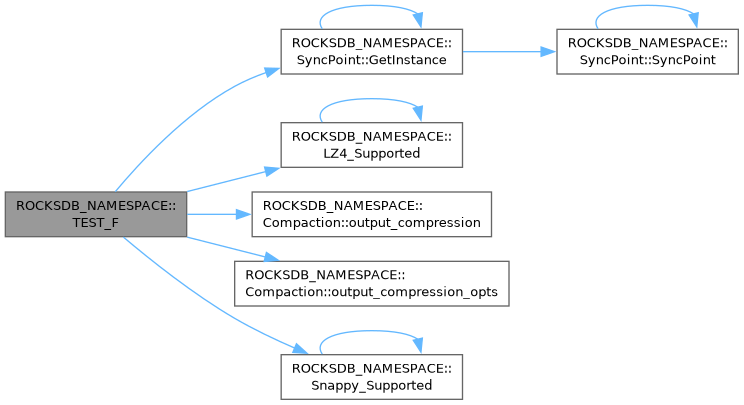 ROCKSDB_NAMESPACE::
TEST_F
ROCKSDB_NAMESPACE::
SyncPoint::GetInstance
ROCKSDB_NAMESPACE::
SyncPoint::SyncPoint
ROCKSDB_NAMESPACE::
LZ4_Supported
ROCKSDB_NAMESPACE::
Compaction::output_compression
ROCKSDB_NAMESPACE::
Compaction::output_compression_opts
ROCKSDB_NAMESPACE::
Snappy_Supported